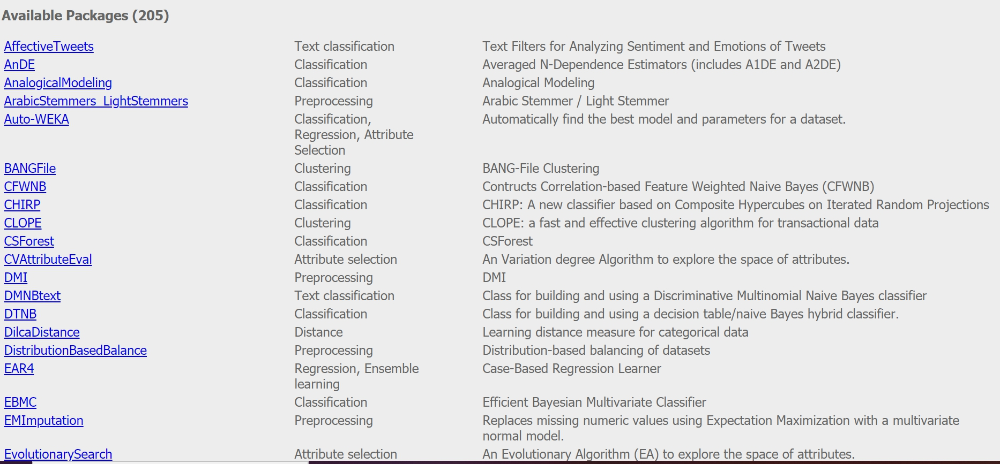 Available Packages (205)
AffectiveTweets Text classification Text Filters for Analyzing Sentiment and Emotions of Tweets
AnDE Classification Averaged N-Dependence Estimators (includes A1DE and A2DE)
AnalogicalModeling Classification Analogical Modeling
ArabicStemmers_LightStemmers Preprocessing Arabic Stemmer / Light Stemmer
Auto-WEKA Classification, Automatically find the best model and parameters for a dataset.
Regression, Attribute
Selection
BANGFile Clustering BANG-File Clustering
CFWNB Classification Contructs Correlation-based Feature Weighted Naive Bayes (CFWNB)
CHIRP Classification CHIRP: A new classifier based on Composite Hypercubes on Iterated Random Projections
CLOPE Clustering CLOPE: a fast and effective clustering algorithm for transactional data
CSForest Classification CSForest
CVAttributeEval Attribute selection An Variation degree Algorithm to explore the space of attributes.
DMI Preprocessing DMI
DMNBtext Text classification Class for building and using a Discriminative Multinomial Naive Bayes classifier
DTNB Classification Class for building and using a decision table/naive Bayes hybrid classifier.
DilcaDistance Distance Learning distance measure for categorical data
DistributionBasedBalance Preprocessing Distribution-based balancing of datasets
EAR4 Regression, Ensemble Case-Based Regression Learner
learning
EBMC Classification Efficient Bayesian Multivariate Classifier
EMImputation Preprocessing Replaces missing numeric values using Expectation Maximization with a multivariate
normal model.
EvolutionarySearch Attribute selection An Evolutionary Algorithm (EA) to explore the space of attributes.